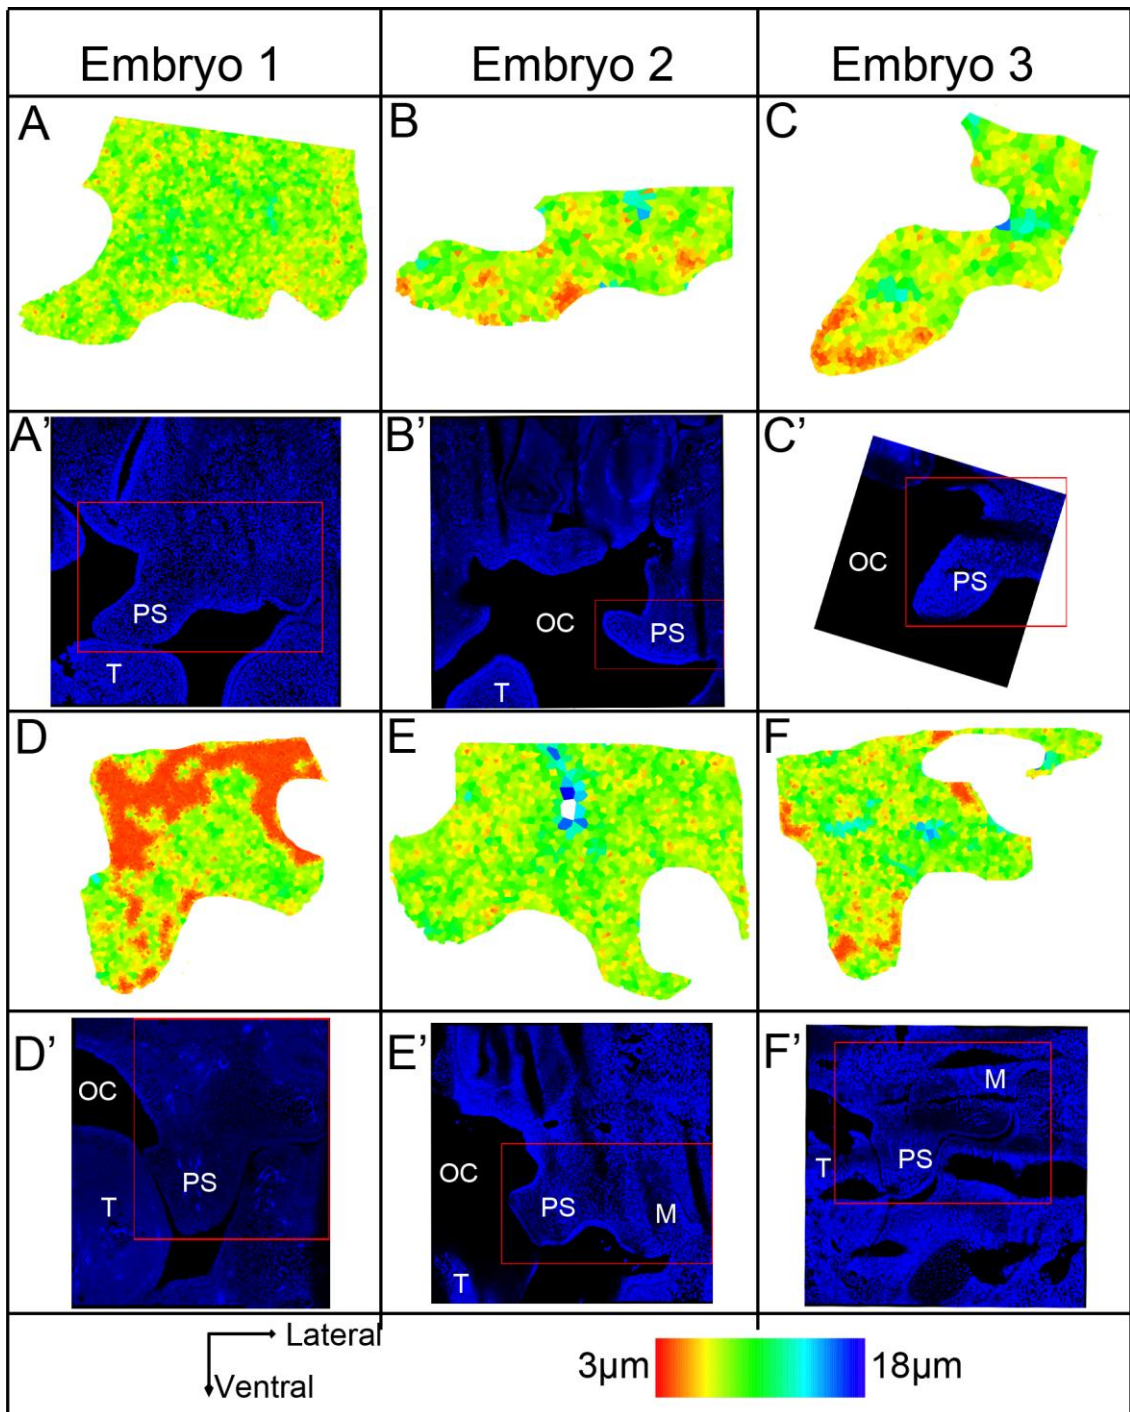 Embryo 1 Embryo 2 Embryo 3
A B C
A' B' C'
PS T
OC PS T
OC PS
D E F
D' E' F'
OC PS T
OC PS M T
M T PS
Lateral
Ventral
3µm 18µm